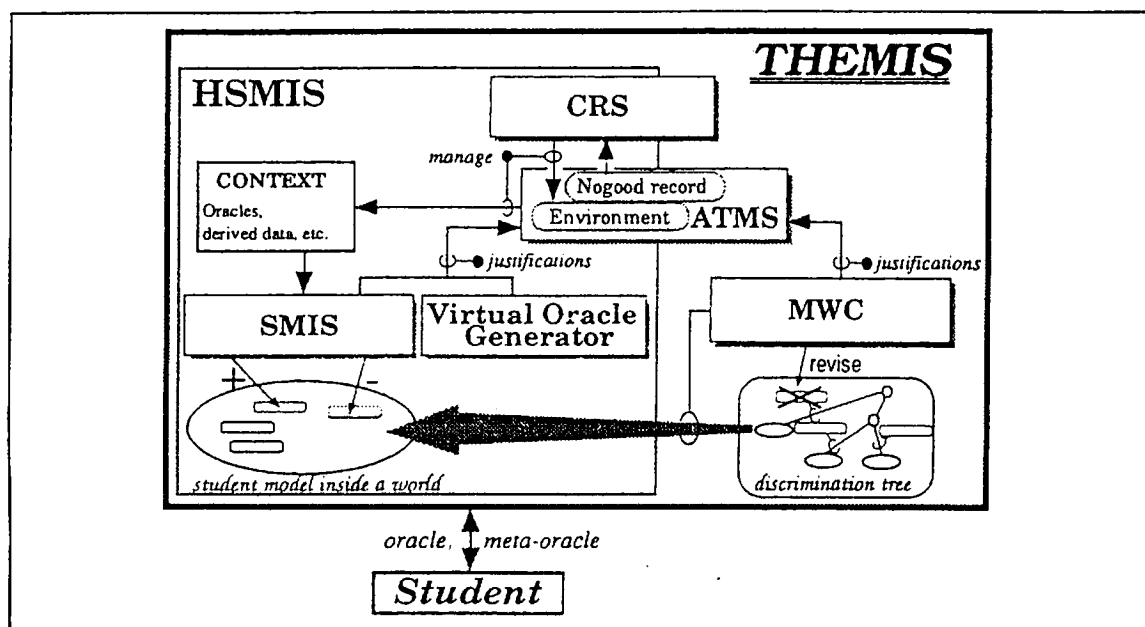 THEMIS
HSMIS
CRS
manage
CONTEXT
Oracles,
derived data, etc.
Nogood record
Environment
ATMS
justifications
justifications
SMIS
Virtual Oracle
Generator
MWC
revise
+
-
student model inside a world
discrimination tree
oracle, meta-oracle
Student